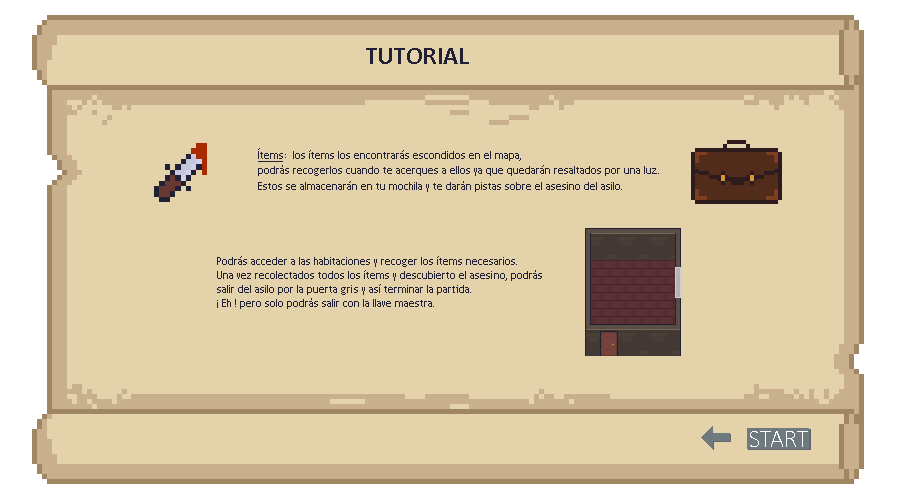 TUTORIAL
Ítems: los ítems los encontrarás escondidos en el mapa,
podrás recogerlos cuando te acerques a ellos ya que quedarán resaltados por una luz.
Estos se almacenarán en tu mochila y te darán pistas sobre el asesino del asilo.
Podrás acceder a las habitaciones y recoger los ítems necesarios.
Una vez recolectados todos los ítems y descubierto el asesino, podrás
salir del asilo por la puerta gris y así terminar la partida.
¡ Eh ! pero solo podrás salir con la llave maestra.
START